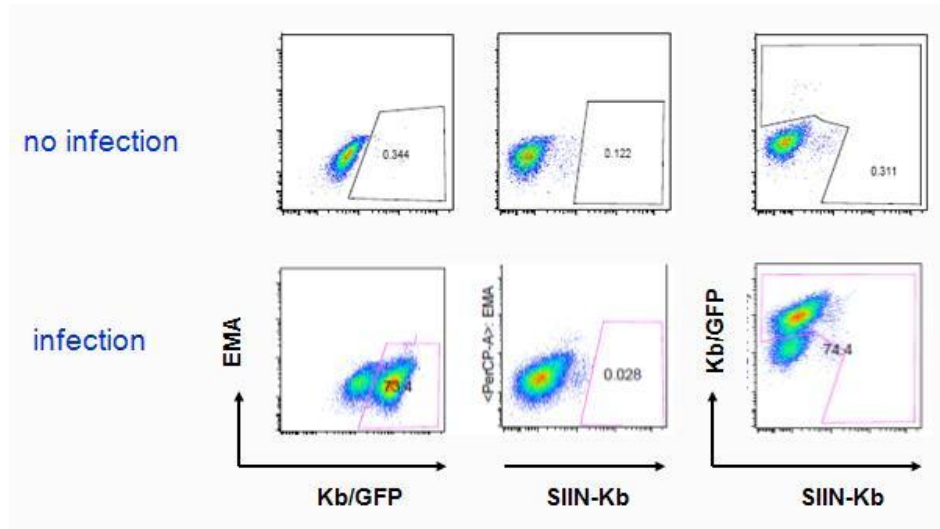 no infection
0.344
0.122
0.311
infection
EMA
73.4
Kb/GFP
<PerCP-A>: EMA
0.028
SIIN-Kb
Kb/GFP
74.4
SIIN-Kb